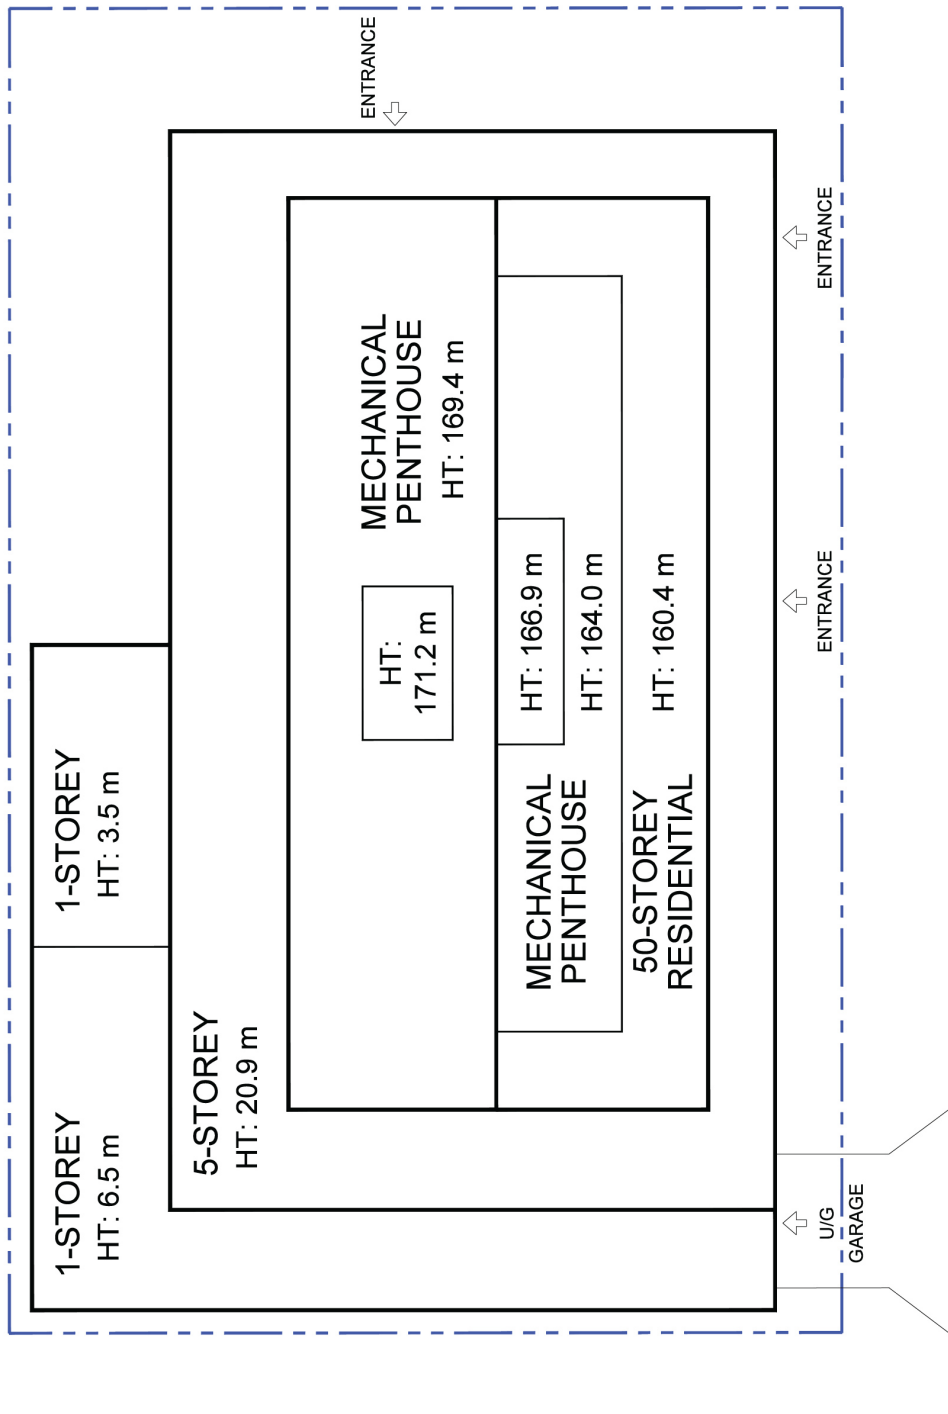 1-STOREY
HT: 6.5 m
1-STOREY
HT: 3.5 m
5-STOREY
HT: 20.9 m
HT:
171.2 m
MECHANICAL
PENTHOUSE
HT: 169.4 m
ENTRANCE
MECHANICAL
PENTHOUSE
HT: 166.9 m
HT: 164.0 m
50-STOREY
RESIDENTIAL
HT: 160.4 m
U/G
GARAGE
ENTRANCE
ENTRANCE